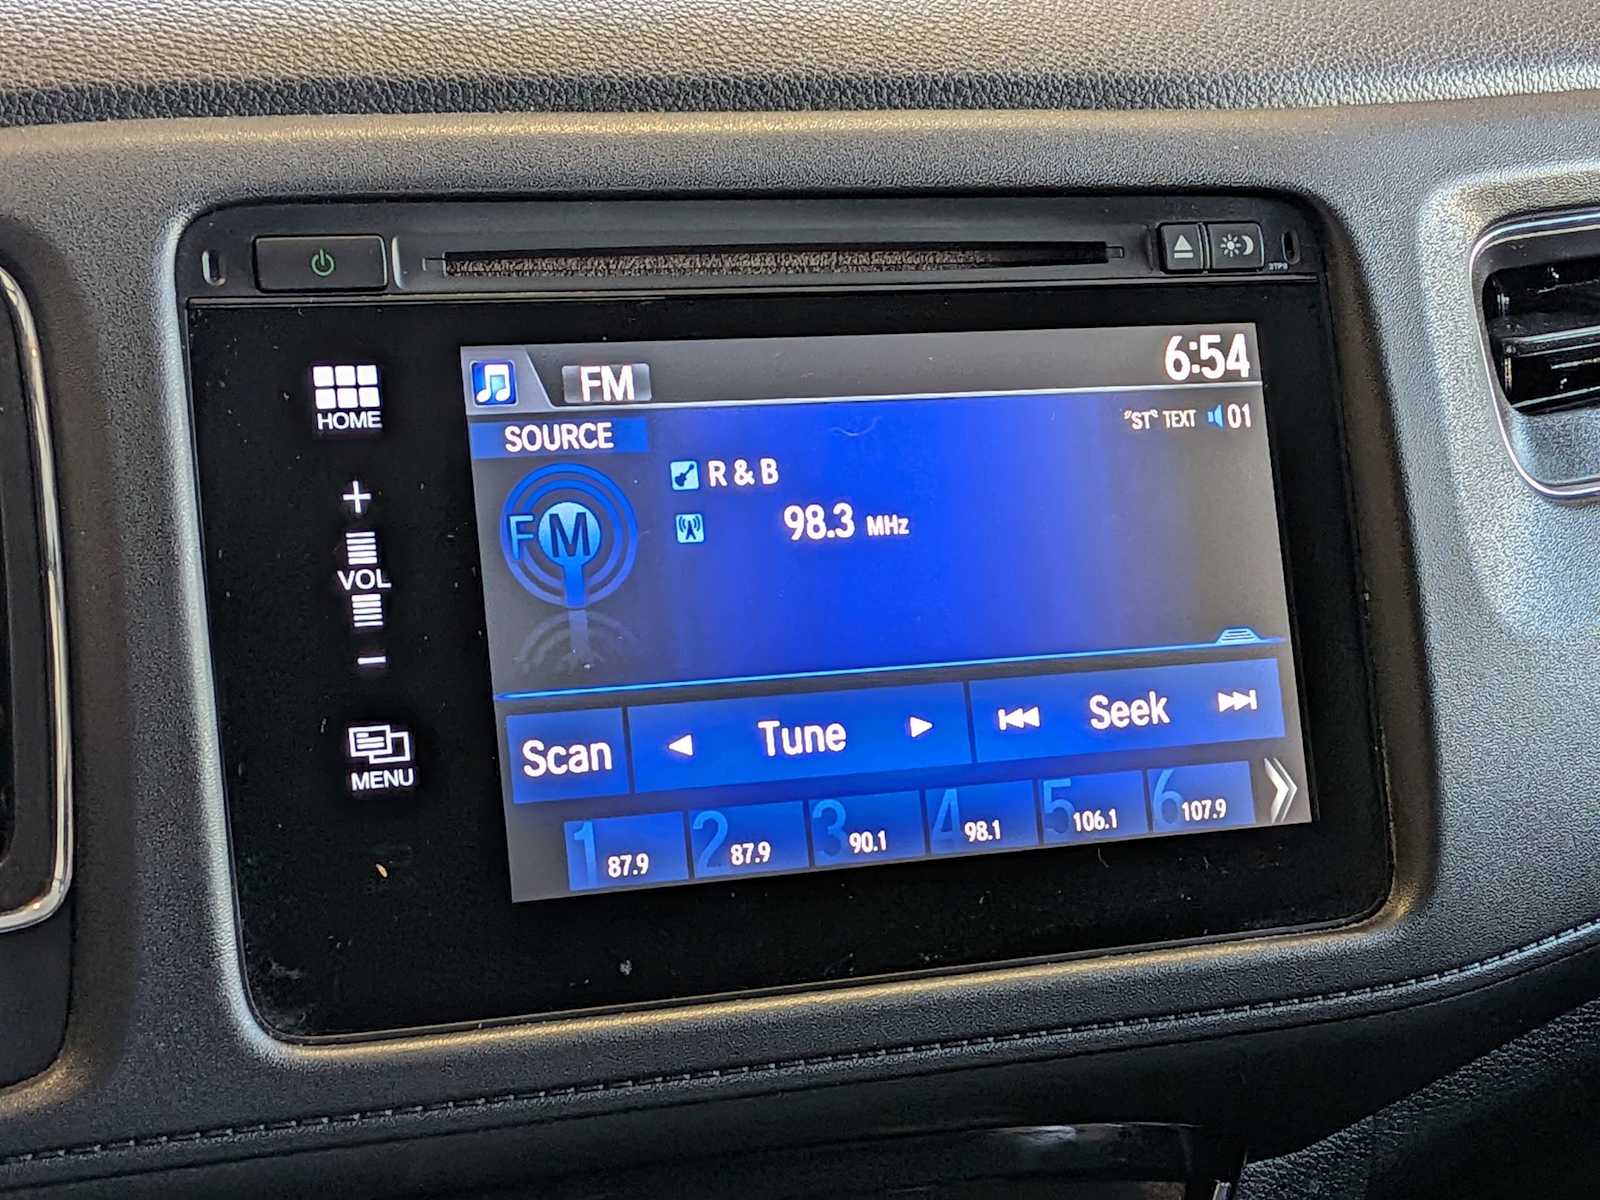 FM
6:54
SOURCE
"ST" TEXT 01
HOME
R & B
FM
98.3 MHz
+
VOL
−
Scan
Tune
Seek
MENU
1 87.9
2 87.9
3 90.1
4 98.1
5 106.1
6 107.9